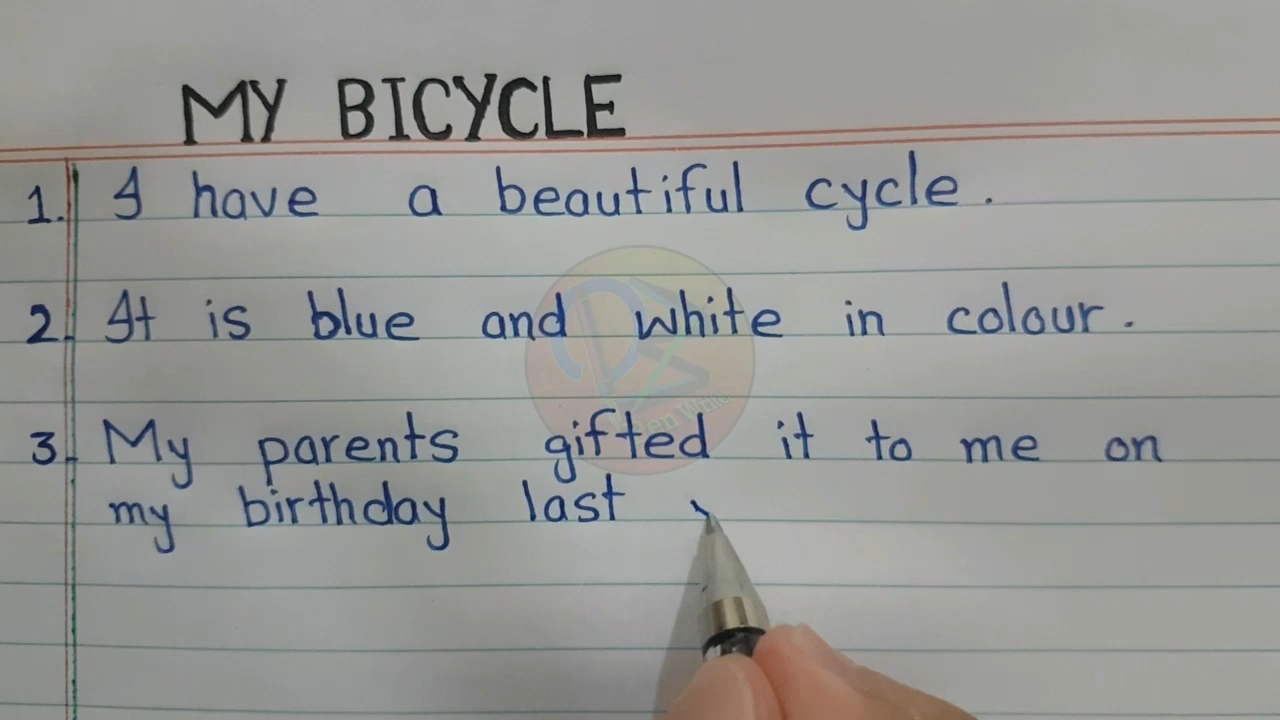 MY BICYCLE
1. I have a beautiful cycle.
2. It is blue and white in colour.
3. My parents gifted it to me on
my birthday last